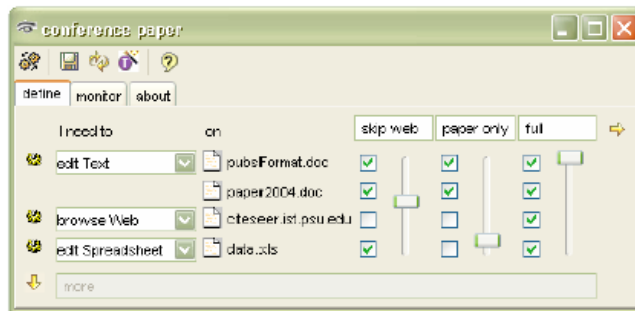 conference paper
define monitor about
I need to on skip web paper only full
edit Text pubsFormat.doc
paper2004.doc
browse Web citeseer.ist.psu.edu
edit Spreadsheet data.xls
more